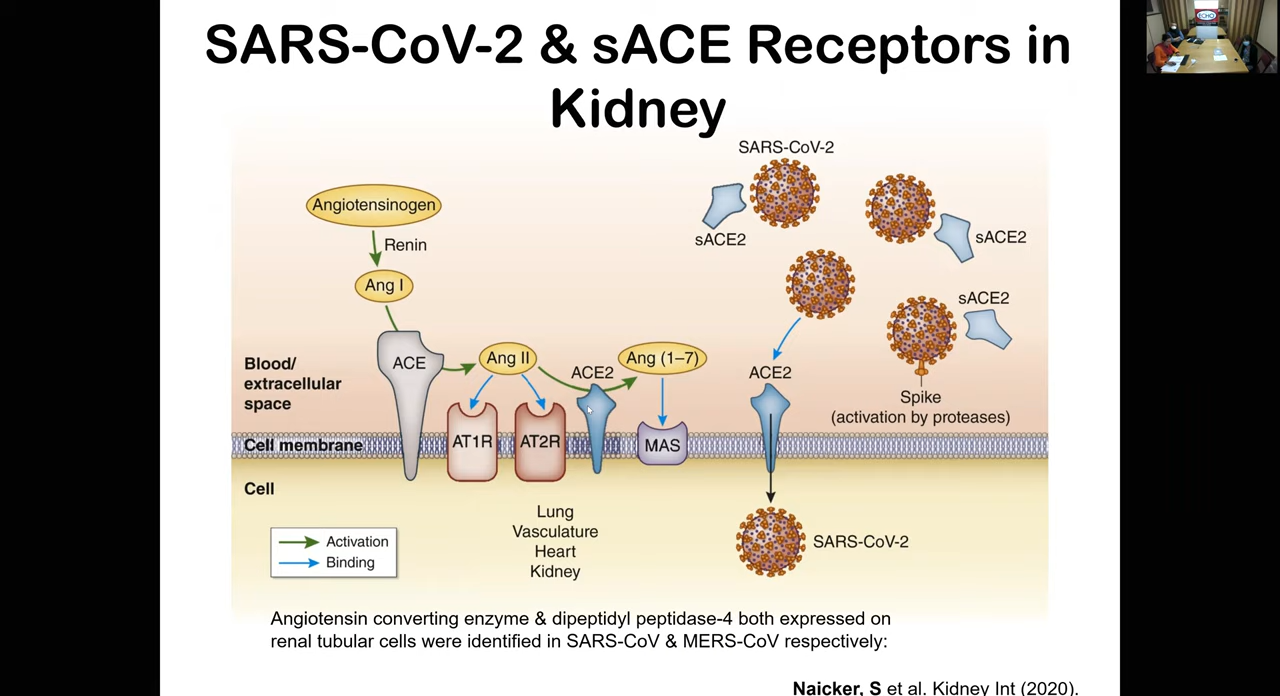 SARS-CoV-2 & sACE Receptors in
Kidney
SARS-CoV-2
sACE2
sACE2
sACE2
Spike
(activation by proteases)
Angiotensinogen
Renin
Ang I
ACE
Ang II
ACE2
Ang (1–7)
ACE2
Blood/
extracellular
space
AT1R
AT2R
MAS
Cell membrane
Cell
Lung
Vasculature
Heart
Kidney
SARS-CoV-2
Activation
Binding
Angiotensin converting enzyme & dipeptidyl peptidase-4 both expressed on
renal tubular cells were identified in SARS-CoV & MERS-CoV respectively:
Naicker, S et al. Kidney Int (2020).